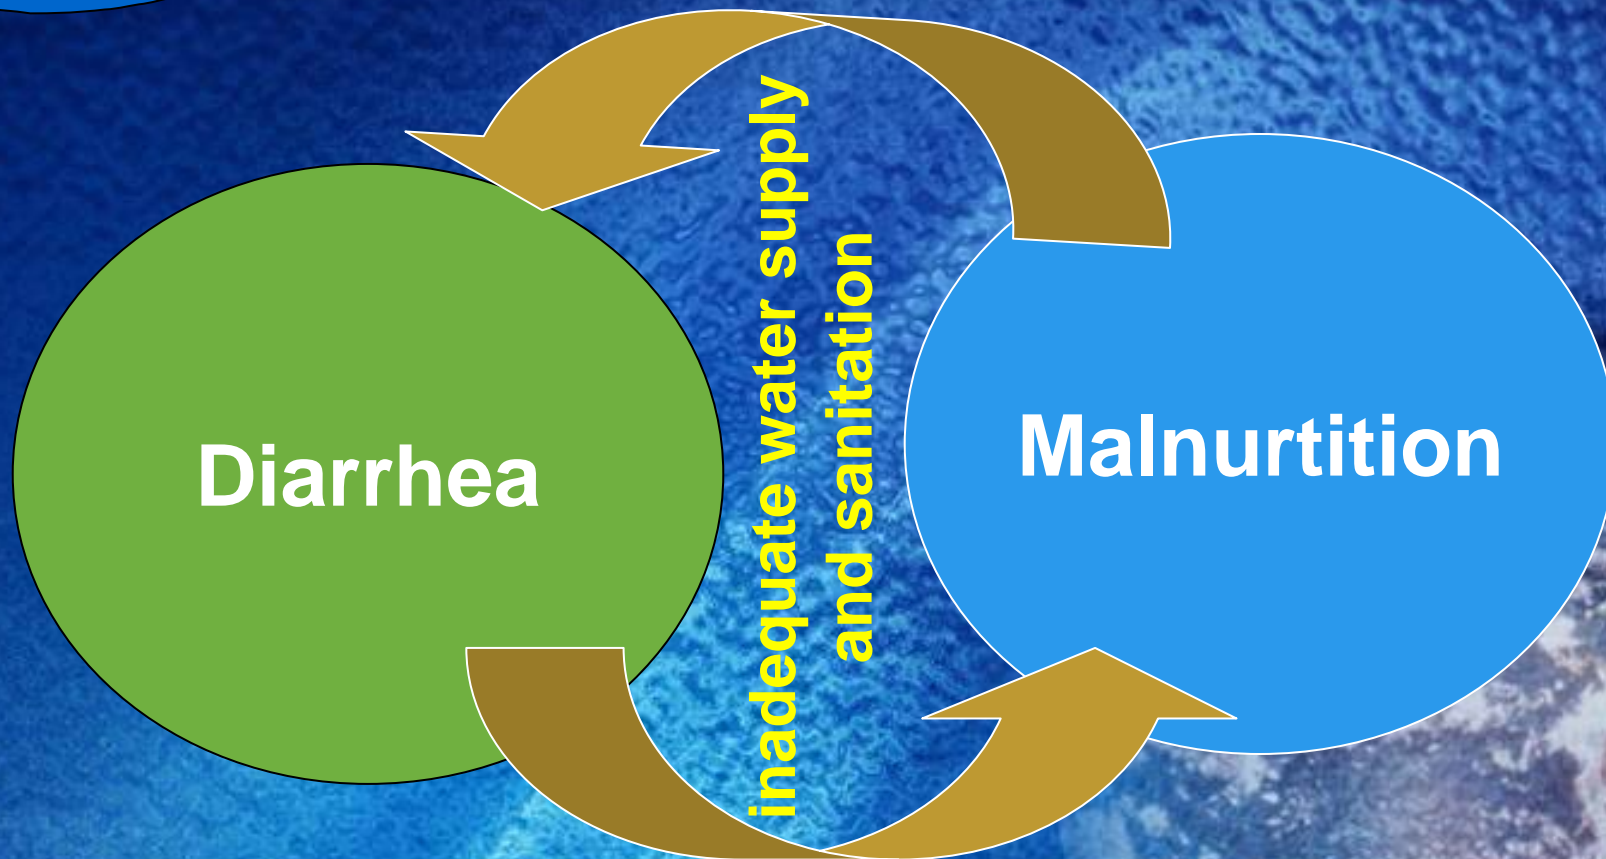 Diarrhea
inadequate water supply
and sanitation
Malnurtition